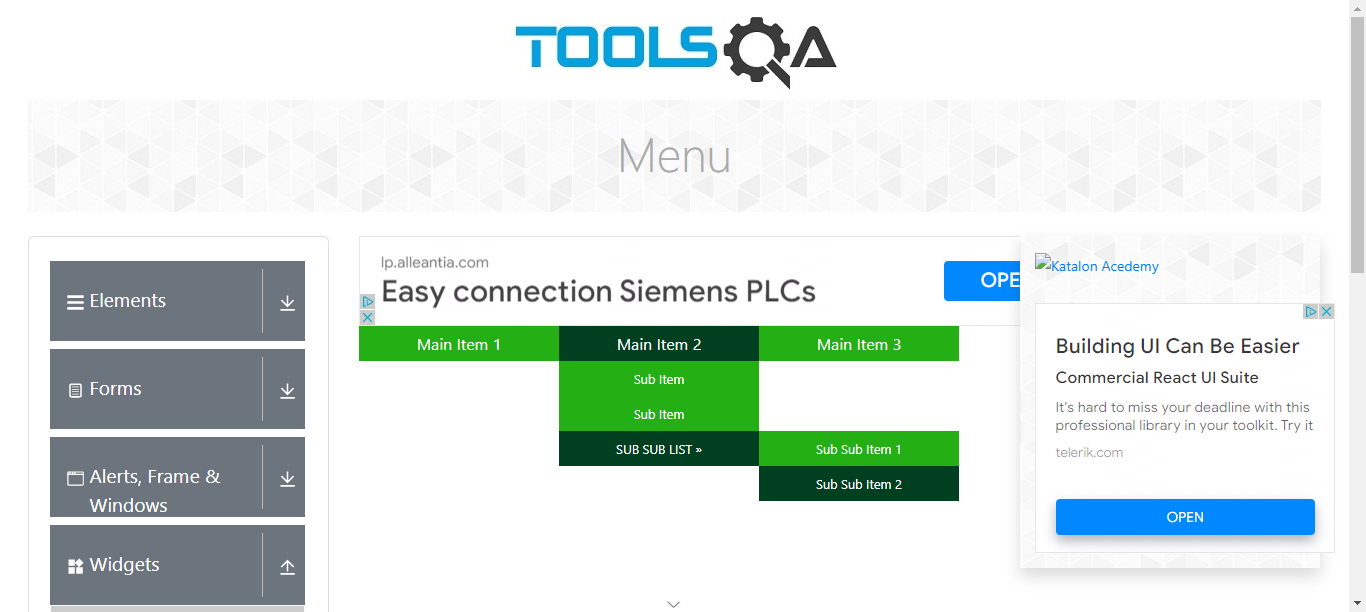 TOOLSQA
Menu
Elements
Forms
Alerts, Frame &
Windows
Widgets
lp.alleantia.com
Easy connection Siemens PLCs
OPE
Main Item 1
Main Item 2
Main Item 3
Sub Item
Sub Item
SUB SUB LIST »
Sub Sub Item 1
Sub Sub Item 2
Katalon Acedemy
Building UI Can Be Easier
Commercial React UI Suite
It's hard to miss your deadline with this
professional library in your toolkit. Try it
telerik.com
OPEN